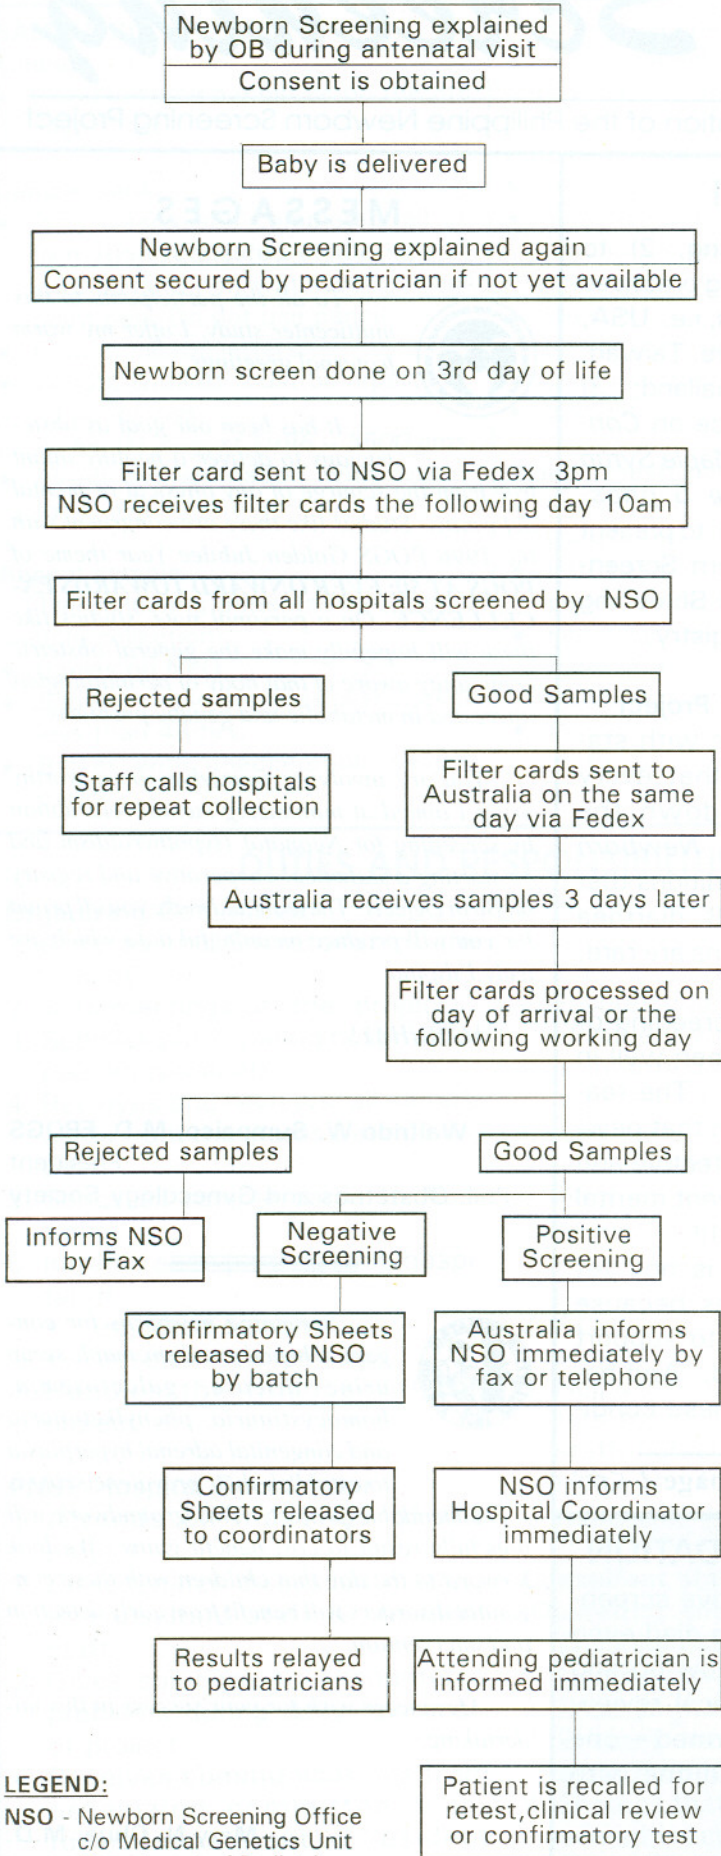 Newborn Screening explained
by OB during antenatal visit
Consent is obtained
Baby is delivered
Newborn Screening explained again
Consent secured by pediatrician if not yet available
Newborn screen done on 3rd day of life
Filter card sent to NSO via Fedex 3pm
NSO receives filter cards the following day 10am
Filter cards from all hospitals screened by NSO
Rejected samples
Good Samples
Staff calls hospitals
for repeat collection
Filter cards sent to
Australia on the same
day via Fedex
Australia receives samples 3 days later
Filter cards processed on
day of arrival or the
following working day
Rejected samples
Good Samples
Informs NSO
by Fax
Negative
Screening
Positive
Screening
Confirmatory Sheets
released to NSO
by batch
Australia informs
NSO immediately by
fax or telephone
Confirmatory
Sheets released
to coordinators
NSO informs
Hospital Coordinator
immediately
Results relayed
to pediatricians
Attending pediatrician is
informed immediately
Patient is recalled for
retest,clinical review
or confirmatory test
LEGEND:
NSO - Newborn Screening Office
c/o Medical Genetics Unit